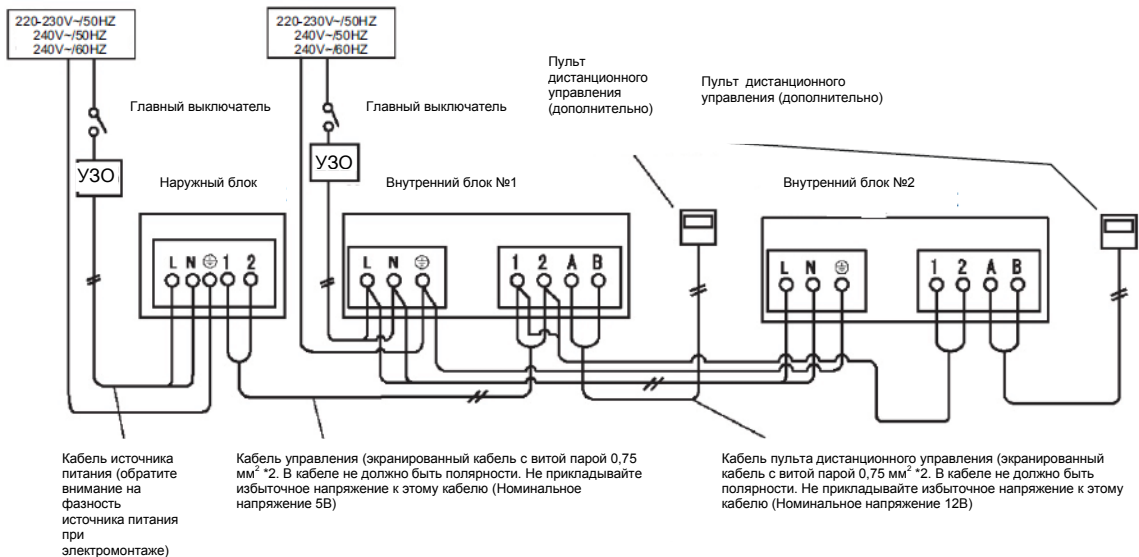 220-230V~/50HZ
240V~/50HZ
240V~/60HZ
220-230V~/50HZ
240V~/50HZ
240V~/60HZ
Пульт
дистанционного
управления
(дополнительно)
Пульт дистанционного
управления (дополнительно)
Главный выключатель
Главный выключатель
УЗО
УЗО
Наружный блок
Внутренний блок №1
Внутренний блок №2
L N 1 2
L N
1 2 A B
L N
1 2 A B
Кабель источника
питания (обратите
внимание на
фазность
источника питания
при
электромонтаже)
Кабель управления (экранированный кабель с витой парой 0,75
мм² *2. В кабеле не должно быть полярности. Не прикладывайте
избыточное напряжение к этому кабелю (Номинальное
напряжение 5В)
Кабель пульта дистанционного управления (экранированный
кабель с витой парой 0,75 мм² *2. В кабеле не должно быть
полярности. Не прикладывайте избыточное напряжение к этому
кабелю (Номинальное напряжение 12В)